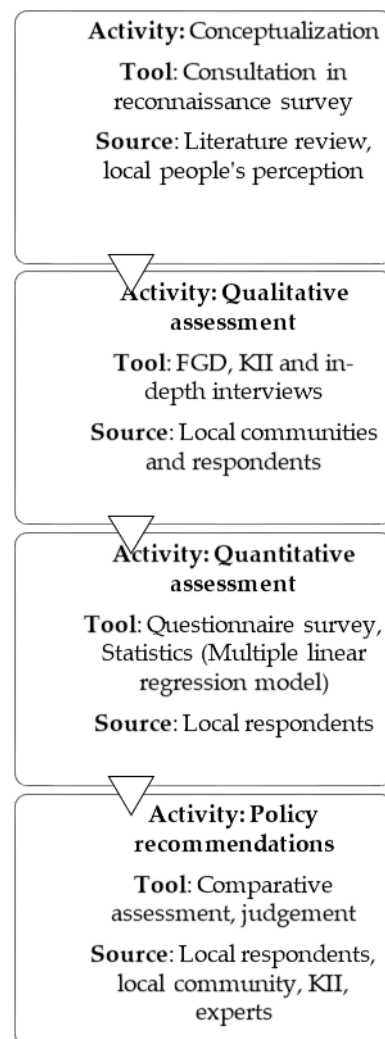 Activity: Conceptualization
Tool: Consultation in
reconnaissance survey
Source: Literature review,
local people's perception
Activity: Qualitative
assessment
Tool: FGD, KII and in-
depth interviews
Source: Local communities
and respondents
Activity: Quantitative
assessment
Tool: Questionnaire survey,
Statistics (Multiple linear
regression model)
Source: Local respondents
Activity: Policy
recommendations
Tool: Comparative
assessment, judgement
Source: Local respondents,
local community, KII,
experts